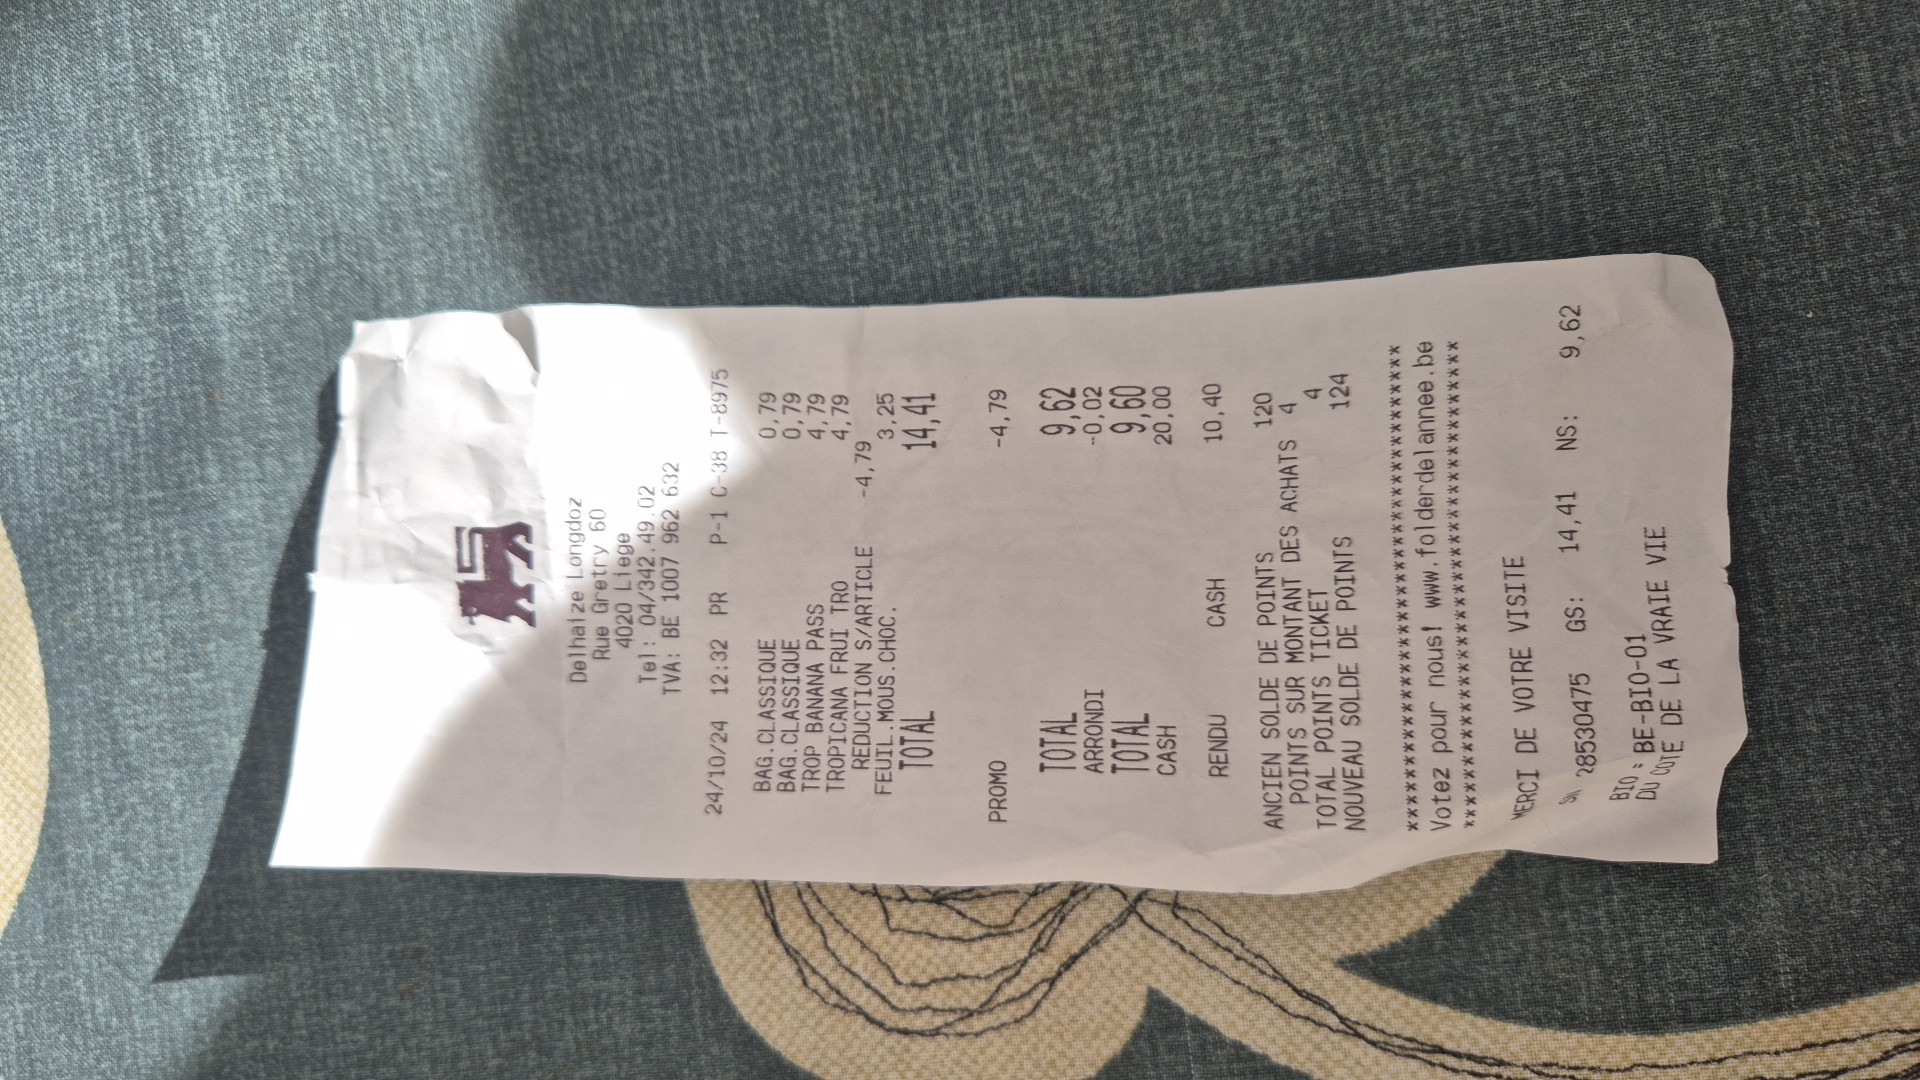 Delhaize Longdoz
Rue Gretry 60
4020 Liege
Tel: 04/342.49.02
TVA: BE 1007 962 632
24/10/24 12:32 PR P-1 C-38 T-8975
BAG.CLASSIQUE 0,79
BAG.CLASSIQUE 0,79
TROP BANANA PASS 4,79
TROPICANA FRUI TRO 4,79
REDUCTION S/ARTICLE -4,79
FEUIL.MOUS.CHOC. 3,25
TOTAL 14,41
PROMO -4,79
TOTAL 9,62
ARRONDI -0,02
TOTAL 9,60
CASH 20,00
RENDU CASH 10,40
ANCIEN SOLDE DE POINTS 120
POINTS SUR MONTANT DES ACHATS 4
TOTAL POINTS TICKET 4
NOUVEAU SOLDE DE POINTS 124
****************************************
Votez pour nous! www.folderdelannee.be
****************************************
MERCI DE VOTRE VISITE
28530475 GS: 14,41 NS: 9,62
BIO = BE-BIO-01
DU COTE DE LA VRAIE VIE